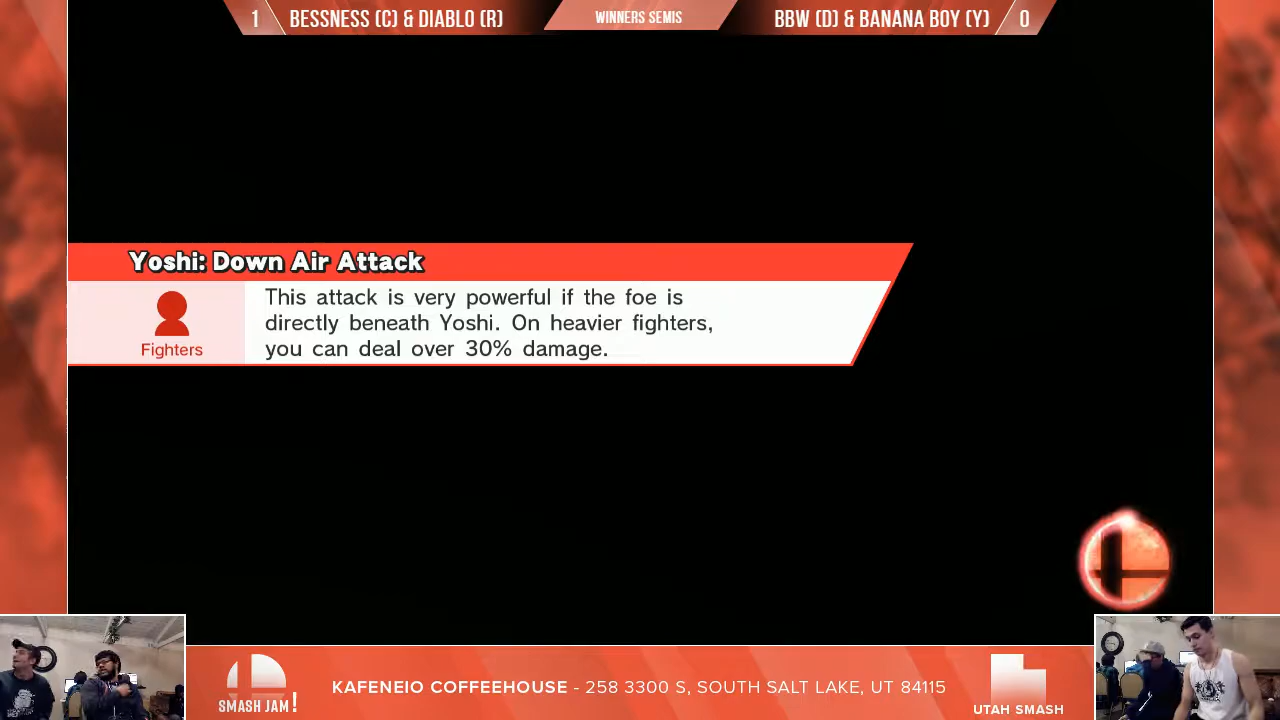 1 BESSNESS (C) & DIABLO (R) WINNERS SEMIS BBW (D) & BANANA BOY (Y) 0
Yoshi: Down Air Attack
Fighters
This attack is very powerful if the foe is
directly beneath Yoshi. On heavier fighters,
you can deal over 30% damage.
SMASH JAM!
KAFENEIO COFFEEHOUSE - 258 3300 S, SOUTH SALT LAKE, UT 84115
UTAH SMASH